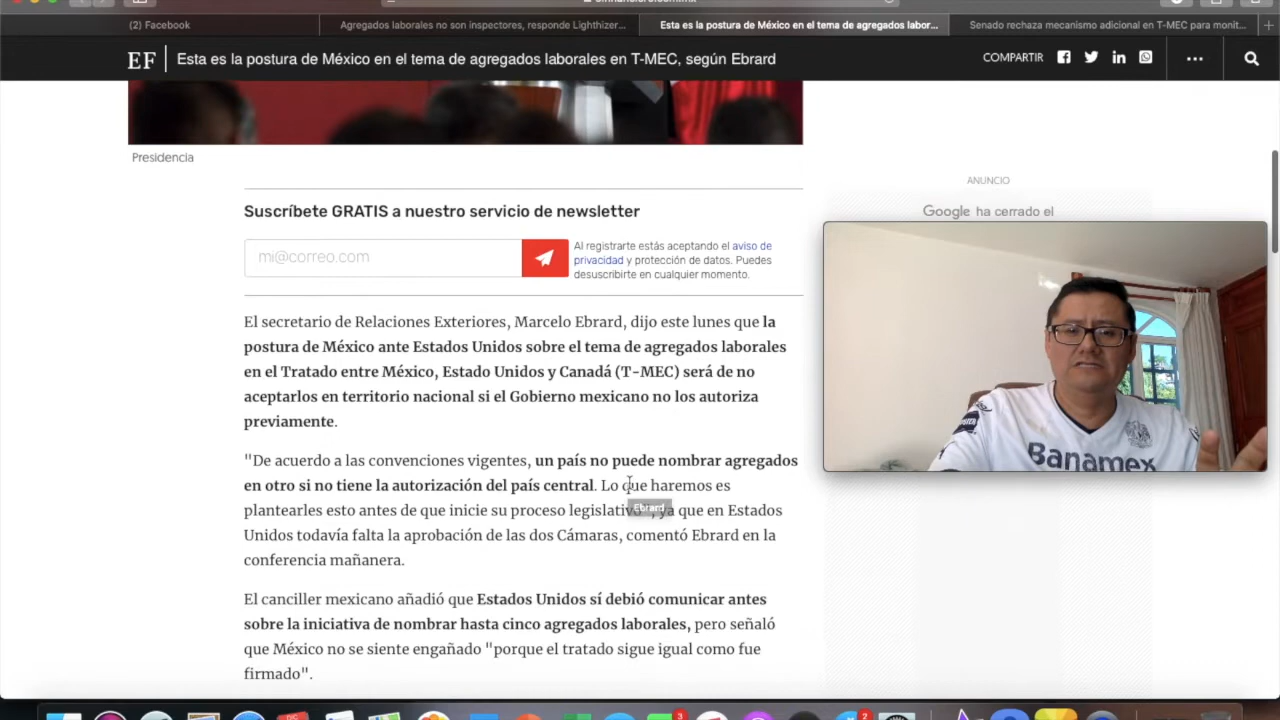 (2) Facebook
Agregados laborales no son inspectores, responde Lighthizer...
Esta es la postura de México en el tema de agregados labor...
Senado rechaza mecanismo adicional en T-MEC para monit...
EF
Esta es la postura de México en el tema de agregados laborales en T-MEC, según Ebrard
COMPARTIR
Presidencia
ANUNCIO
Google ha cerrado el
Suscríbete GRATIS a nuestro servicio de newsletter
mi@correo.com
Al registrarte estás aceptando el aviso de
privacidad y protección de datos. Puedes
desuscribirte en cualquier momento.
El secretario de Relaciones Exteriores, Marcelo Ebrard, dijo este lunes que la
postura de México ante Estados Unidos sobre el tema de agregados laborales
en el Tratado entre México, Estado Unidos y Canadá (T-MEC) será de no
aceptarlos en territorio nacional si el Gobierno mexicano no los autoriza
previamente.
"De acuerdo a las convenciones vigentes, un país no puede nombrar agregados
en otro si no tiene la autorización del país central. Lo que haremos es
plantearles esto antes de que inicie su proceso legislativo", ya que en Estados
Unidos todavía falta la aprobación de las dos Cámaras, comentó Ebrard en la
conferencia mañanera.
Ebrard
El canciller mexicano añadió que Estados Unidos sí debió comunicar antes
sobre la iniciativa de nombrar hasta cinco agregados laborales, pero señaló
que México no se siente engañado "porque el tratado sigue igual como fue
firmado".
Banamex
3
2